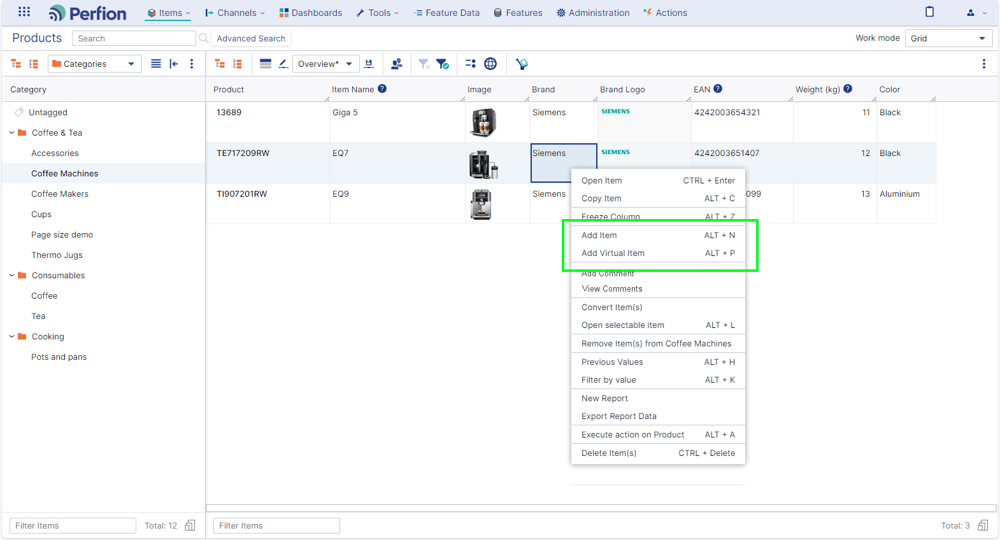 Perfion Items Channels Dashboards Tools Feature Data Features Administration Actions
Products Search Advanced Search Work mode Grid
Categories Overview*
Category Product Item Name ? Image Brand Brand Logo EAN ? Weight (kg) ? Color
Untagged
Coffee & Tea
Accessories
Coffee Machines
Coffee Makers
Cups
Page size demo
Thermo Jugs
Consumables
Coffee
Tea
Cooking
Pots and pans
13689 Giga 5 Siemens SIEMENS 4242003654321 11 Black
TE717209RW EQ7 Siemens SIEMENS 4242003651407 12 Black
TI907201RW EQ9 Siemens 099 13 Aluminium
Open Item CTRL + Enter
Copy Item ALT + C
Freeze Column ALT + Z
Add Item ALT + N
Add Virtual Item ALT + P
Add Comment
View Comments
Convert Item(s)
Open selectable item ALT + L
Remove Item(s) from Coffee Machines
Previous Values ALT + H
Filter by value ALT + K
New Report
Export Report Data
Execute action on Product ALT + A
Delete Item(s) CTRL + Delete
Filter Items Total: 12 Filter Items Total: 3